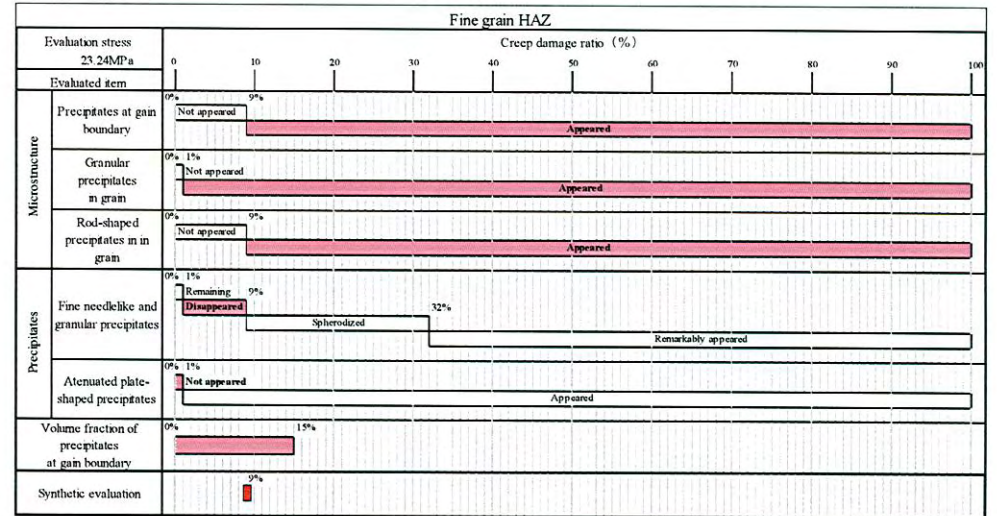 Fine grain HAZ
Evaluation stress
23.24MPa
Creep damage ratio (%)
0 10 20 30 40 50 60 70 80 90 100
Evaluated item
Microstructure
Precipitates at gain
boundary
0% 9%
Not appeared
Appeared
Granular
precipitates
in grain
0% 1%
Not appeared
Appeared
Rod-shaped
precipitates in in
grain
0% 9%
Not appeared
Appeared
Precipitates
Fine needlelike and
granular precipitates
0% 1%
Remaining 9%
Disappeared
32%
Spherodized
Remarkably appeared
Atenuated plate-
shaped precipitates
0% 1%
Not appeared
Appeared
Volume fraction of
precipitates
at gain boundary
0% 15%
Synthetic evaluation
9%